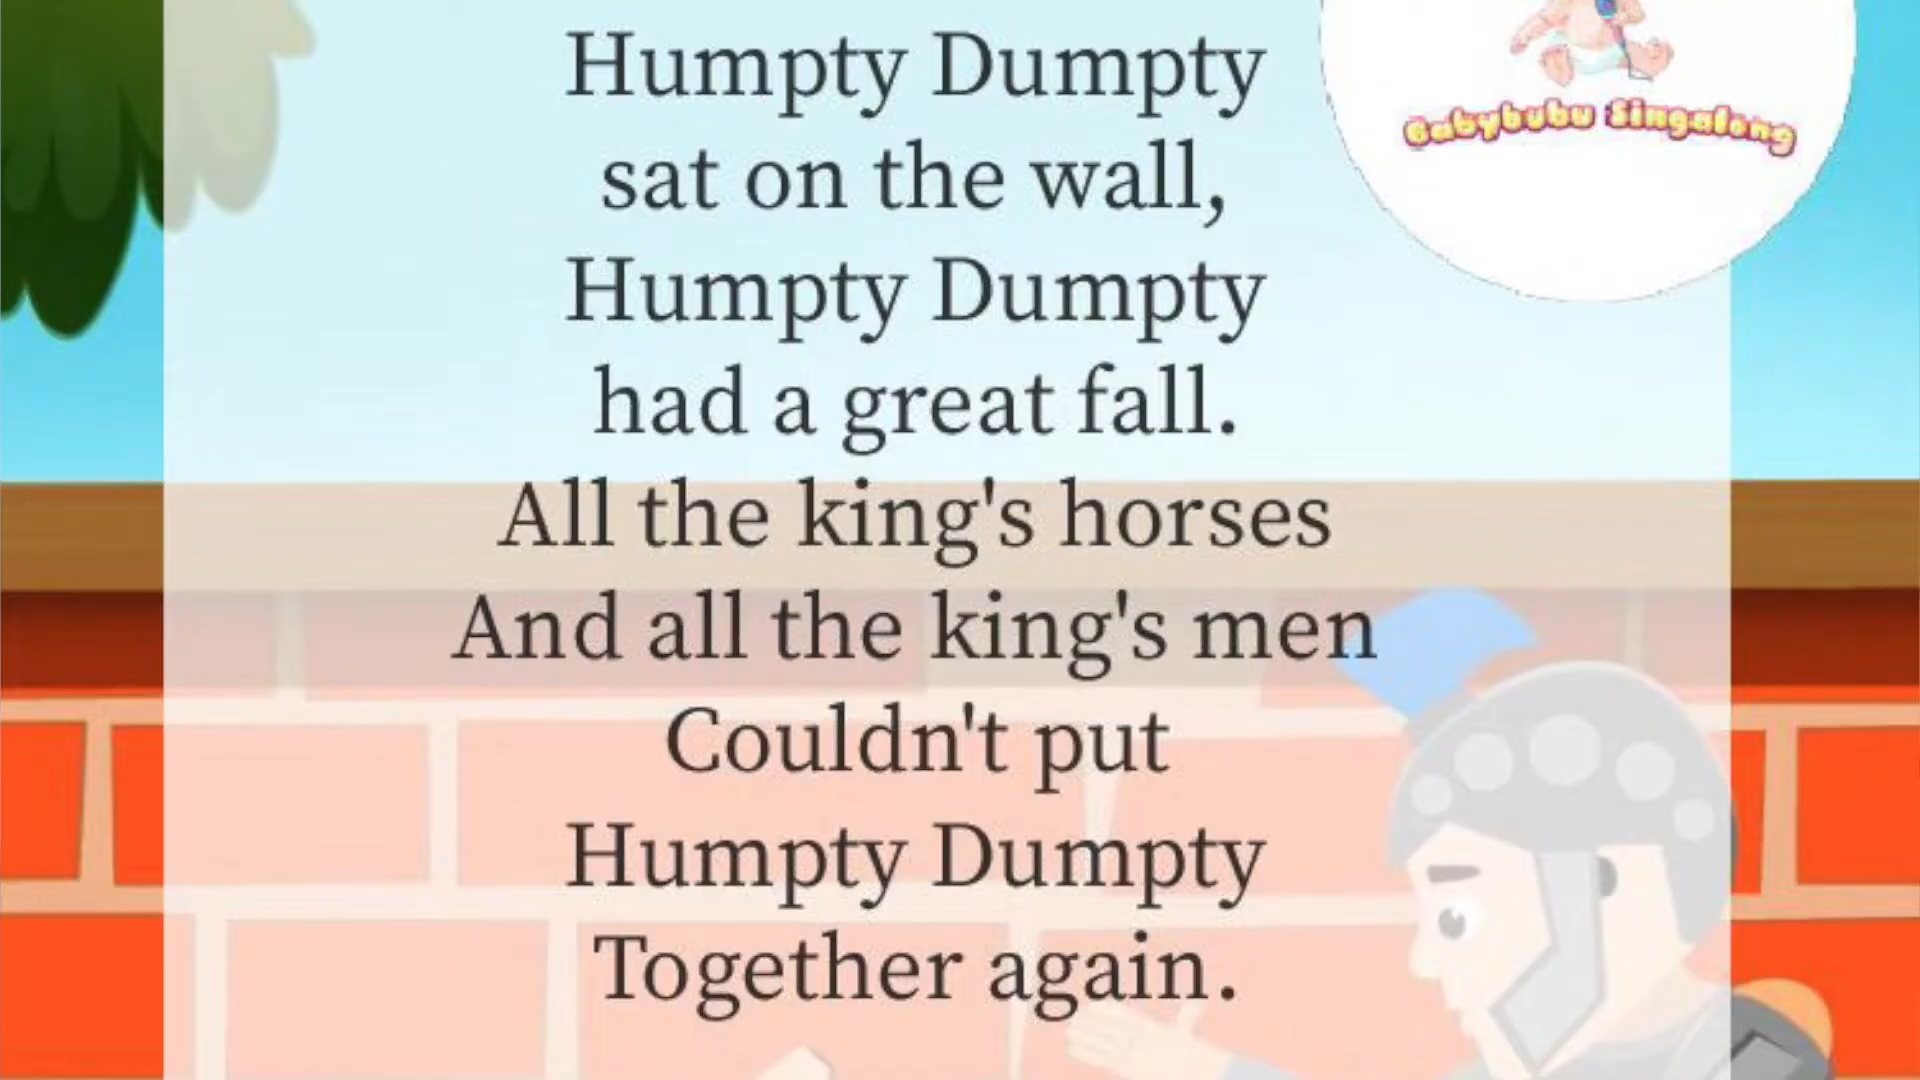 Humpty Dumpty
sat on the wall,
Humpty Dumpty
had a great fall.
All the king's horses
And all the king's men
Couldn't put
Humpty Dumpty
Together again.
Babybubu Singalong